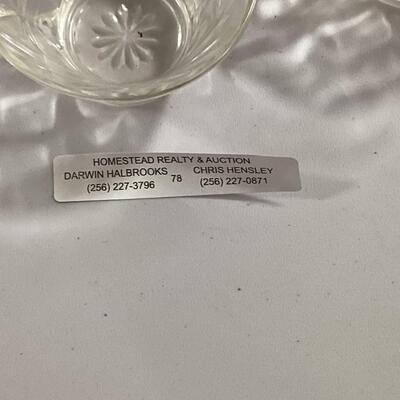 HOMESTEAD REALTY & AUCTION
DARWIN HALBROOKS 78 CHRIS HENSLEY
(256) 227-3796 (256) 227-0871